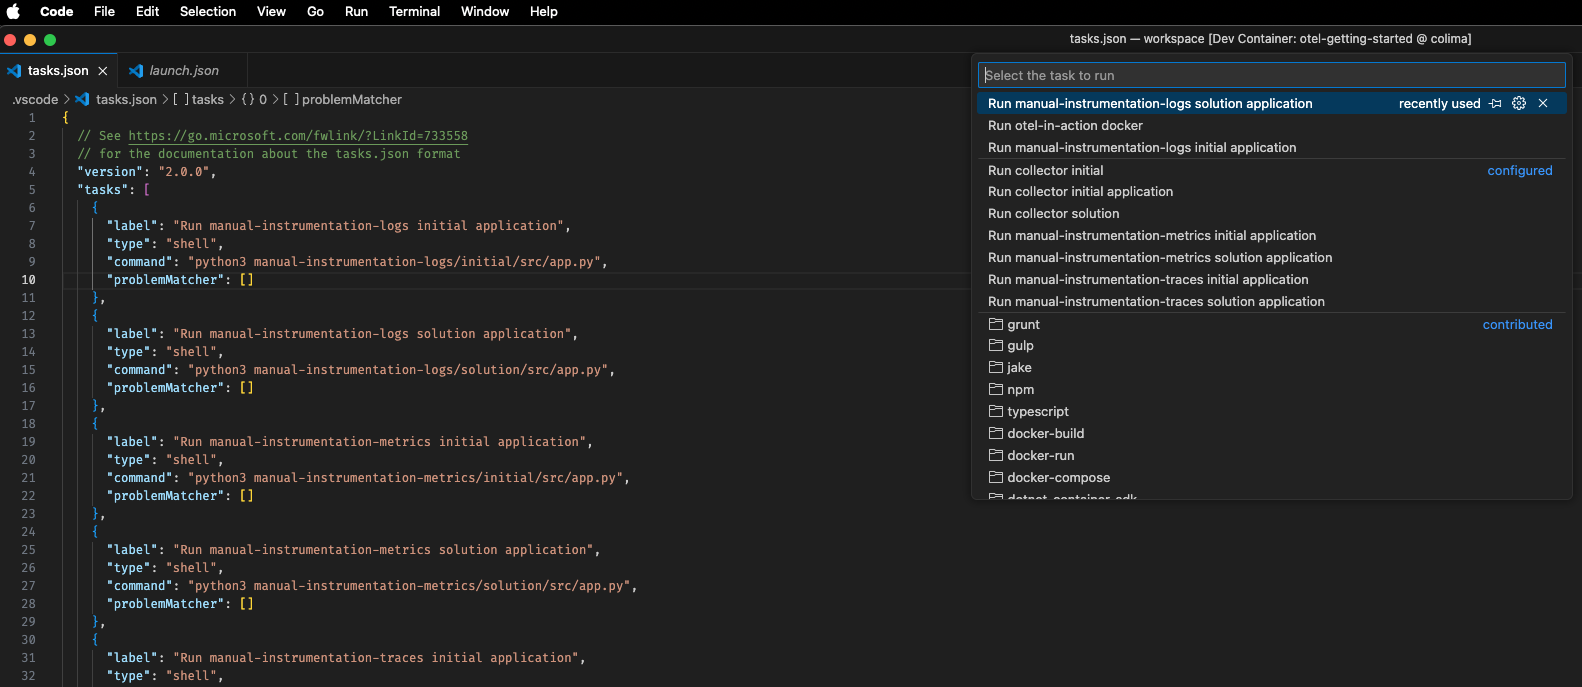 Code File Edit Selection View Go Run Terminal Window Help
tasks.json — workspace [Dev Container: otel-getting-started @ colima]
tasks.json launch.json
.vscode > tasks.json > [ ] tasks > {} 0 > [ ] problemMatcher
1 {
2 // See https://go.microsoft.com/fwlink/?LinkId=733558
3 // for the documentation about the tasks.json format
4 "version": "2.0.0",
5 "tasks": [
6 {
7 "label": "Run manual-instrumentation-logs initial application",
8 "type": "shell",
9 "command": "python3 manual-instrumentation-logs/initial/src/app.py",
10 "problemMatcher": []
11 },
12 {
13 "label": "Run manual-instrumentation-logs solution application",
14 "type": "shell",
15 "command": "python3 manual-instrumentation-logs/solution/src/app.py",
16 "problemMatcher": []
17 },
18 {
19 "label": "Run manual-instrumentation-metrics initial application",
20 "type": "shell",
21 "command": "python3 manual-instrumentation-metrics/initial/src/app.py",
22 "problemMatcher": []
23 },
24 {
25 "label": "Run manual-instrumentation-metrics solution application",
26 "type": "shell",
27 "command": "python3 manual-instrumentation-metrics/solution/src/app.py",
28 "problemMatcher": []
29 },
30 {
31 "label": "Run manual-instrumentation-traces initial application",
32 "type": "shell",
Select the task to run
Run manual-instrumentation-logs solution application recently used
Run otel-in-action docker
Run manual-instrumentation-logs initial application
Run collector initial configured
Run collector initial application
Run collector solution
Run manual-instrumentation-metrics initial application
Run manual-instrumentation-metrics solution application
Run manual-instrumentation-traces initial application
Run manual-instrumentation-traces solution application
grunt contributed
gulp
jake
npm
typescript
docker-build
docker-run
docker-compose